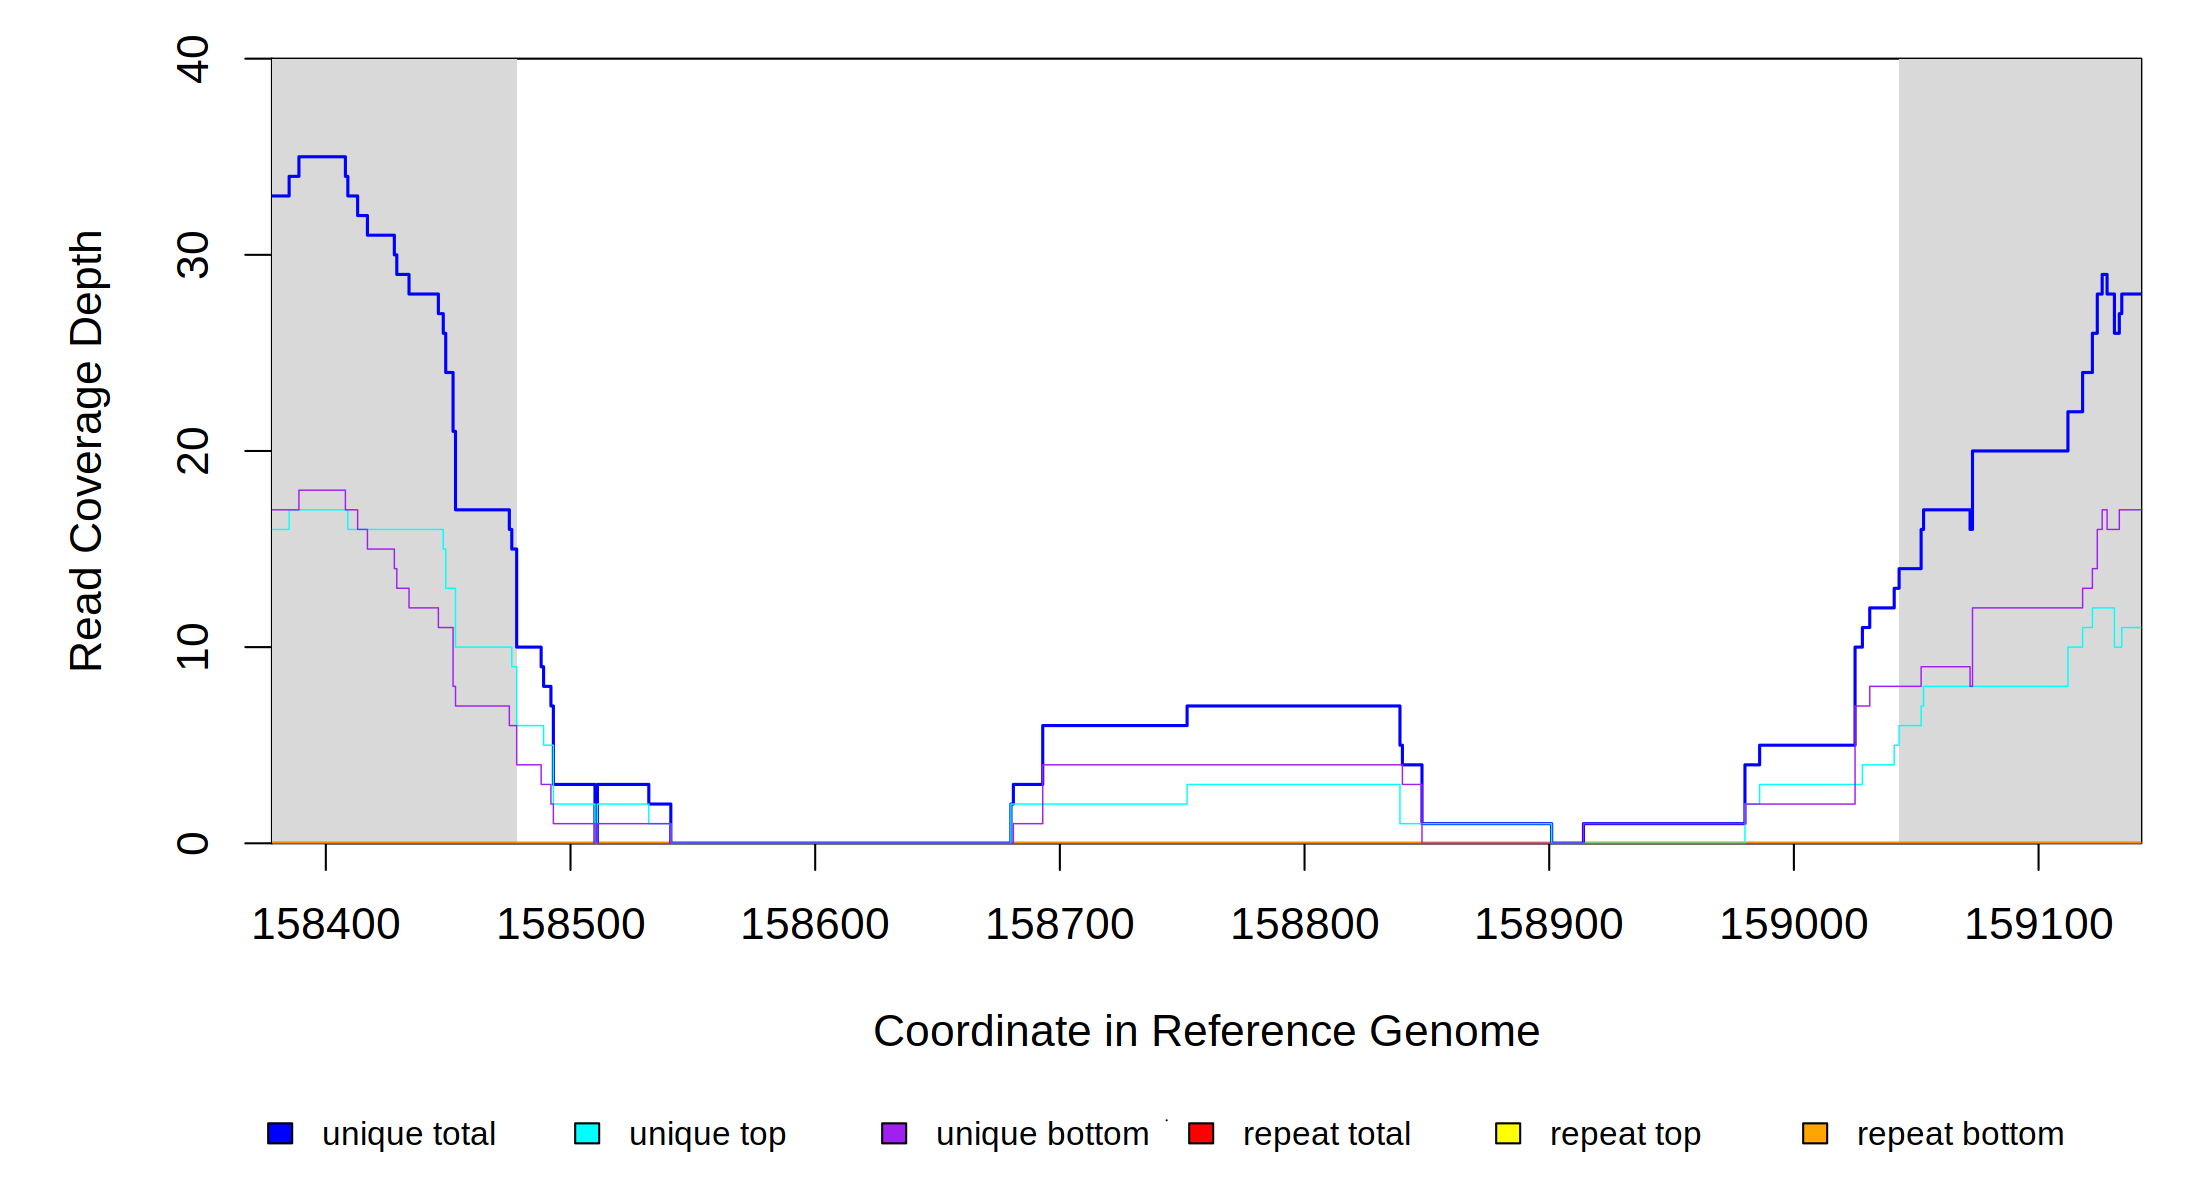 40
30
20
10
0
Read Coverage Depth
158400 158500 158600 158700 158800 158900 159000 159100
Coordinate in Reference Genome
unique total unique top unique bottom repeat total repeat top repeat bottom